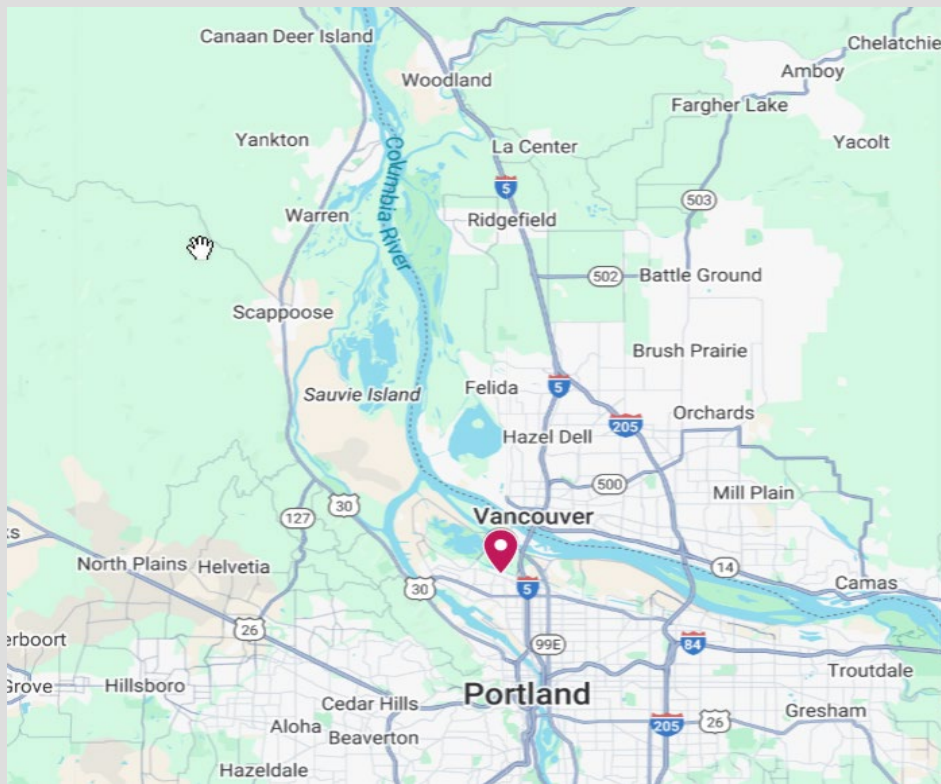 Canaan Deer Island
Chelatchie
Woodland
Amboy
Fargher Lake
Yankton
La Center
Yacolt
Columbia River
5
503
Warren
Ridgefield
502
Battle Ground
Scappoose
Brush Prairie
Sauvie Island
Felida
5
Orchards
205
Hazel Dell
500
Mill Plain
30
127
Vancouver
ks
North Plains
Helvetia
14
30
5
Camas
26
erboort
99E
84
Troutdale
Grove
Hillsboro
Cedar Hills
Portland
Gresham
Aloha
205
26
Beaverton
Hazeldale